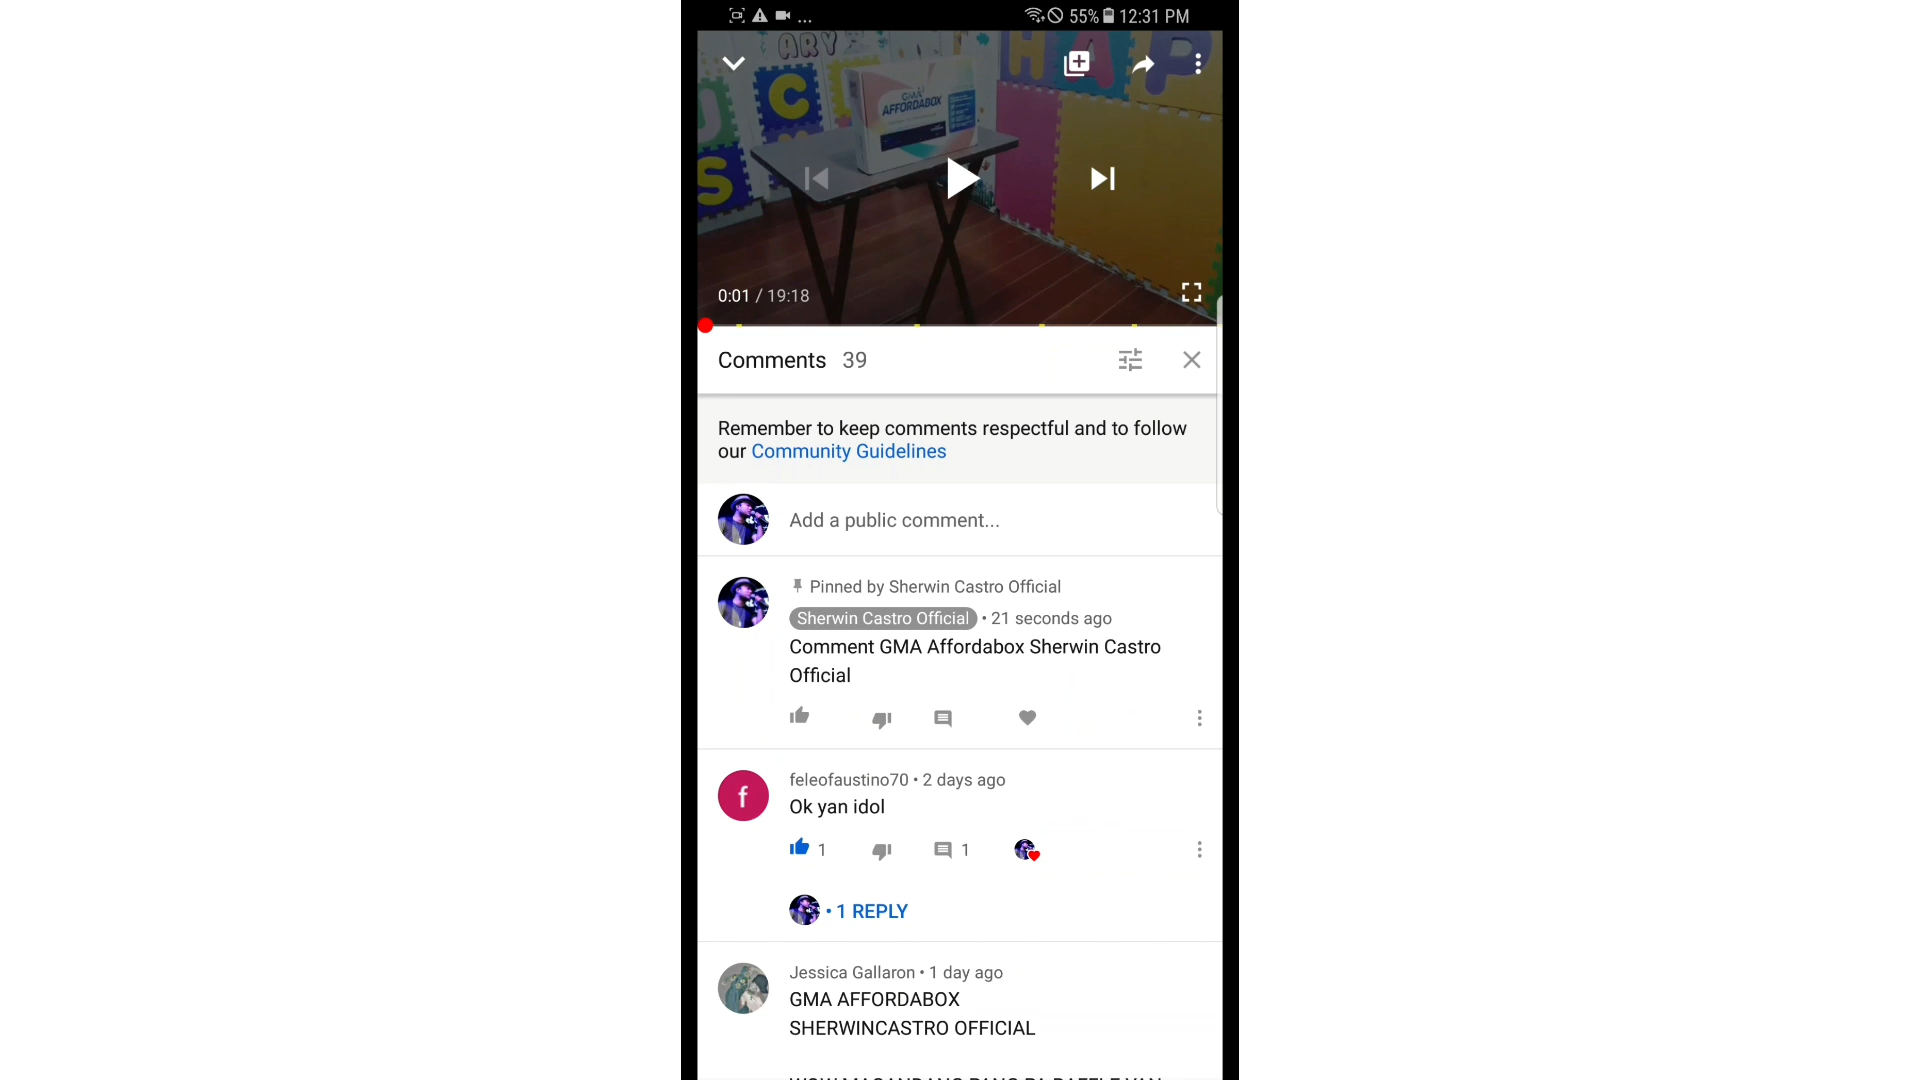 ... 55% 12:31 PM
ARY
C
S
HAP
GMA
AFFORDABOX
0:01 / 19:18
Comments 39
Remember to keep comments respectful and to follow
our Community Guidelines
Add a public comment...
Pinned by Sherwin Castro Official
Sherwin Castro Official • 21 seconds ago
Comment GMA Affordabox Sherwin Castro
Official
feleofaustino70 • 2 days ago
f
Ok yan idol
1 1
• 1 REPLY
Jessica Gallaron • 1 day ago
GMA AFFORDABOX
SHERWINCASTRO OFFICIAL